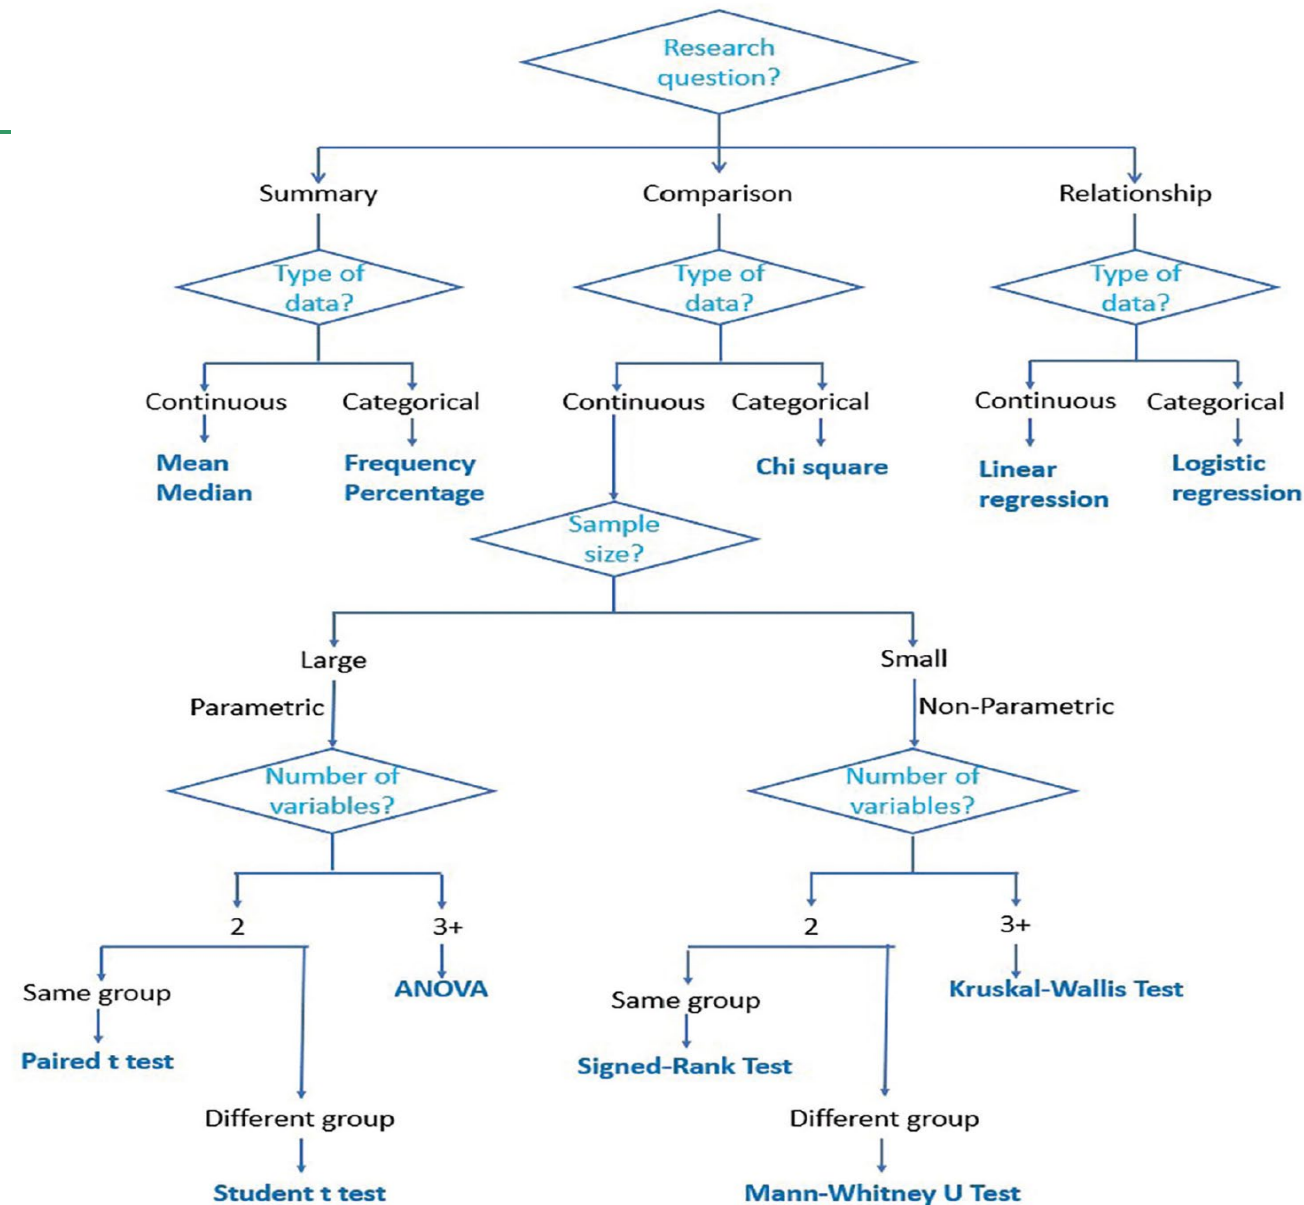 Research
question?
Summary
Comparison
Relationship
Type of
data?
Type of
data?
Type of
data?
Continuous
Categorical
Continuous
Categorical
Continuous
Categorical
Mean
Median
Frequency
Percentage
Chi square
Linear
regression
Logistic
regression
Sample
size?
Large
Small
Parametric
Non-Parametric
Number of
variables?
Number of
variables?
2
3+
2
3+
Same group
ANOVA
Same group
Kruskal-Wallis Test
Paired t test
Signed-Rank Test
Different group
Different group
Student t test
Mann-Whitney U Test